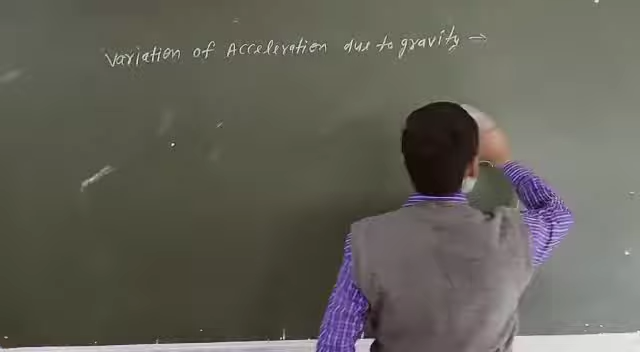 Variation of Acceleration due to gravity ⇒